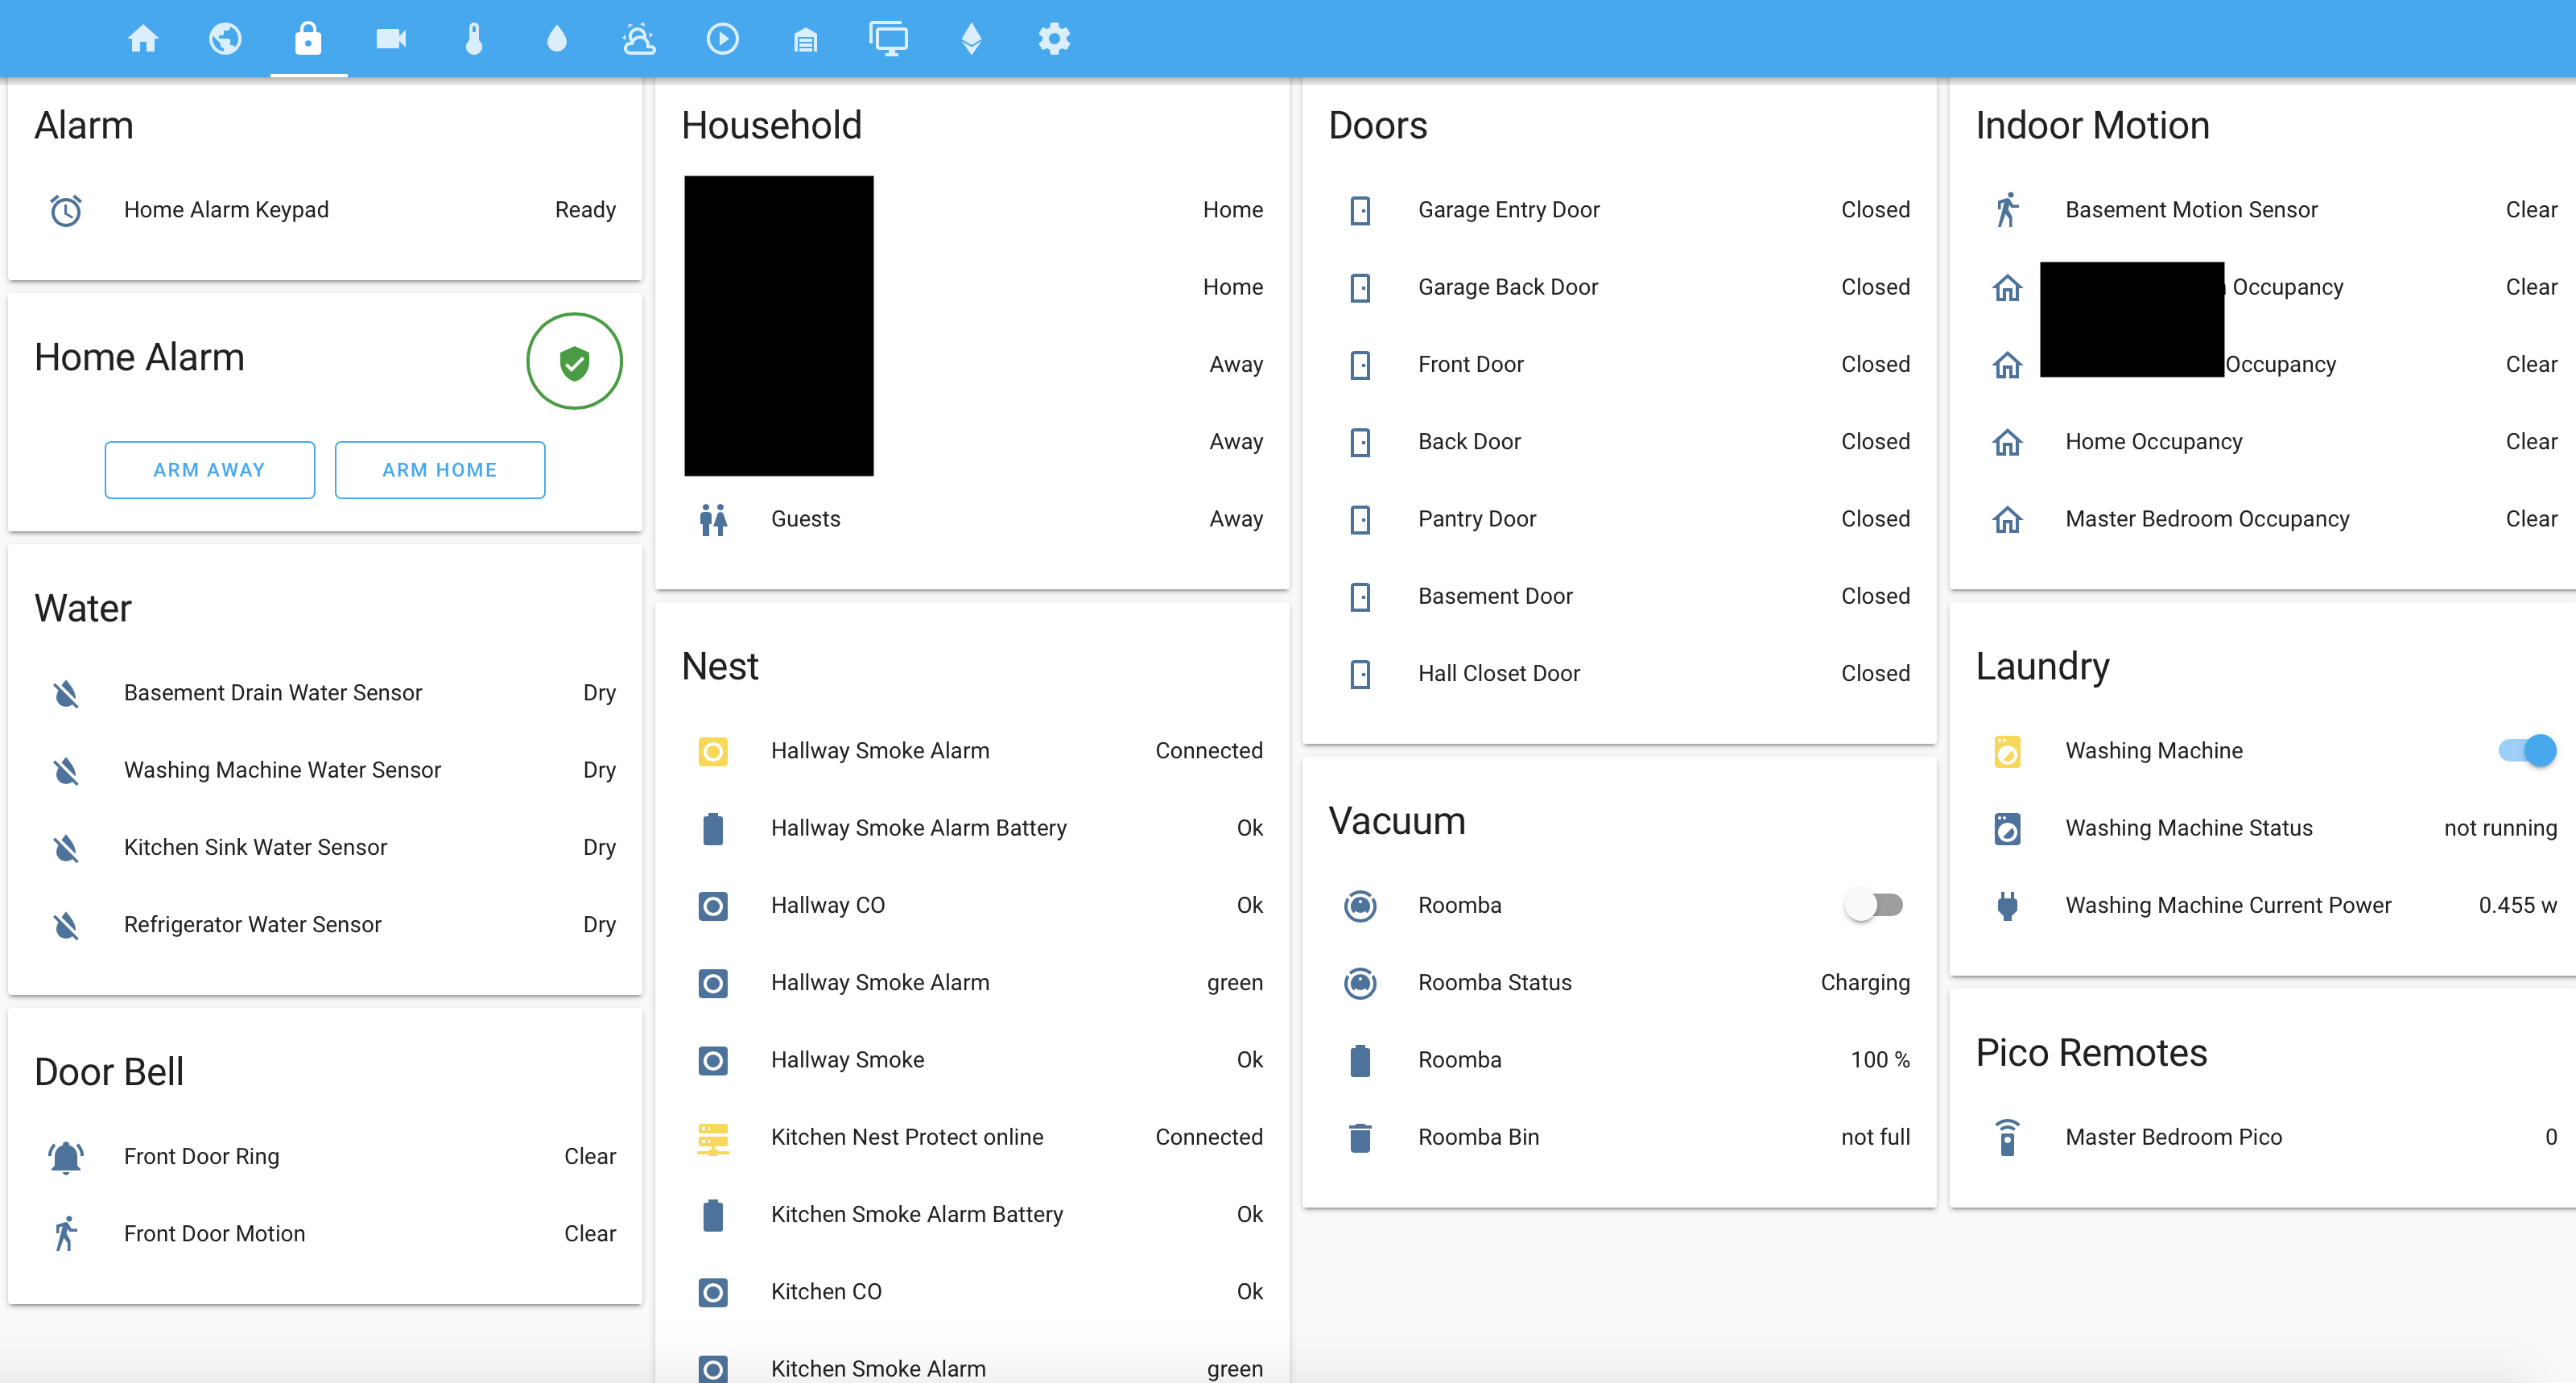 Alarm
Home Alarm Keypad Ready
Home Alarm
ARM AWAY ARM HOME
Water
Basement Drain Water Sensor Dry
Washing Machine Water Sensor Dry
Kitchen Sink Water Sensor Dry
Refrigerator Water Sensor Dry
Door Bell
Front Door Ring Clear
Front Door Motion Clear
Household
Home
Home
Away
Away
Guests Away
Nest
Hallway Smoke Alarm Connected
Hallway Smoke Alarm Battery Ok
Hallway CO Ok
Hallway Smoke Alarm green
Hallway Smoke Ok
Kitchen Nest Protect online Connected
Kitchen Smoke Alarm Battery Ok
Kitchen CO Ok
Kitchen Smoke Alarm green
Doors
Garage Entry Door Closed
Garage Back Door Closed
Front Door Closed
Back Door Closed
Pantry Door Closed
Basement Door Closed
Hall Closet Door Closed
Vacuum
Roomba
Roomba Status Charging
Roomba 100 %
Roomba Bin not full
Indoor Motion
Basement Motion Sensor Clear
Occupancy Clear
Occupancy Clear
Home Occupancy Clear
Master Bedroom Occupancy Clear
Laundry
Washing Machine
Washing Machine Status not running
Washing Machine Current Power 0.455 w
Pico Remotes
Master Bedroom Pico 0